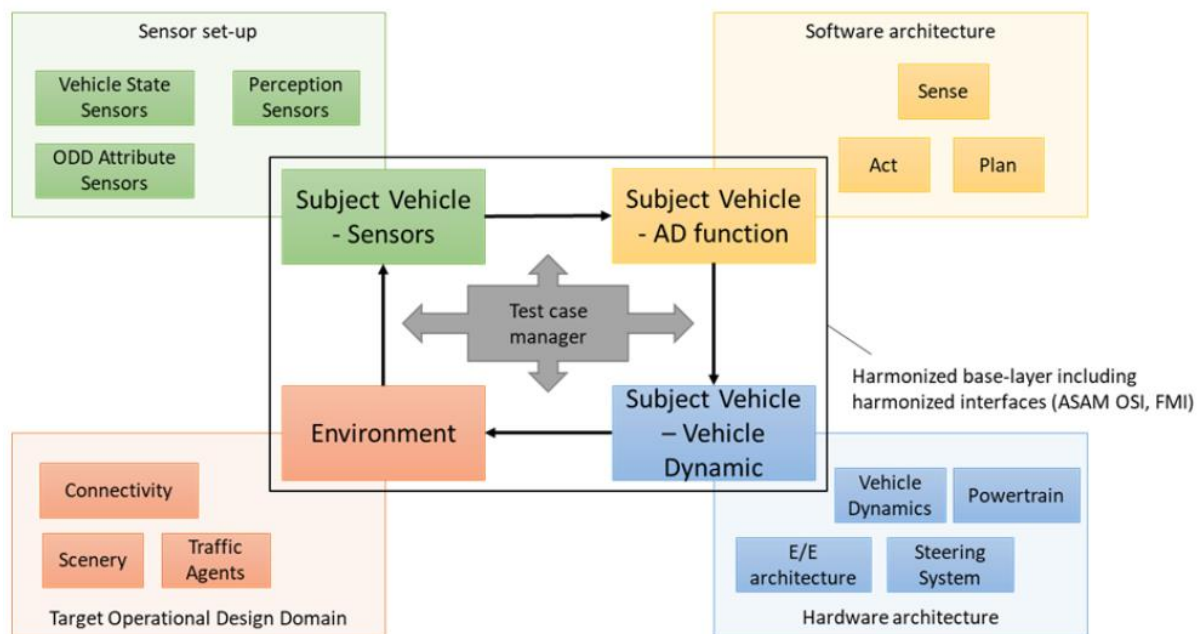 Sensor set-up
Vehicle State
Sensors
Perception
Sensors
ODD Attribute
Sensors
Software architecture
Sense
Act
Plan
Subject Vehicle
- Sensors
Subject Vehicle
- AD function
Test case
manager
Harmonized base-layer including
harmonized interfaces (ASAM OSI, FMI)
Environment
Subject Vehicle
– Vehicle
Dynamic
Connectivity
Scenery
Traffic
Agents
Target Operational Design Domain
Vehicle
Dynamics
Powertrain
E/E
architecture
Steering
System
Hardware architecture